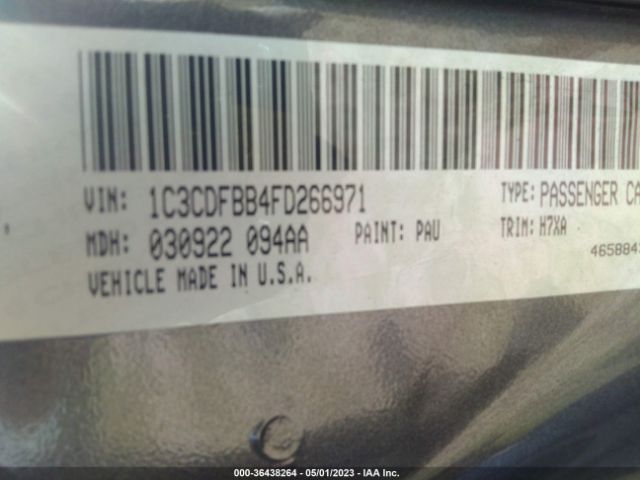 VIN: 1C3CDFBB4FD266971 TYPE: PASSENGER CA
MDH: 030922 094AA PAINT: PAU TRIM: H7XA
VEHICLE MADE IN U.S.A. 465884
000-36438264 - 05/01/2023 - IAA Inc.